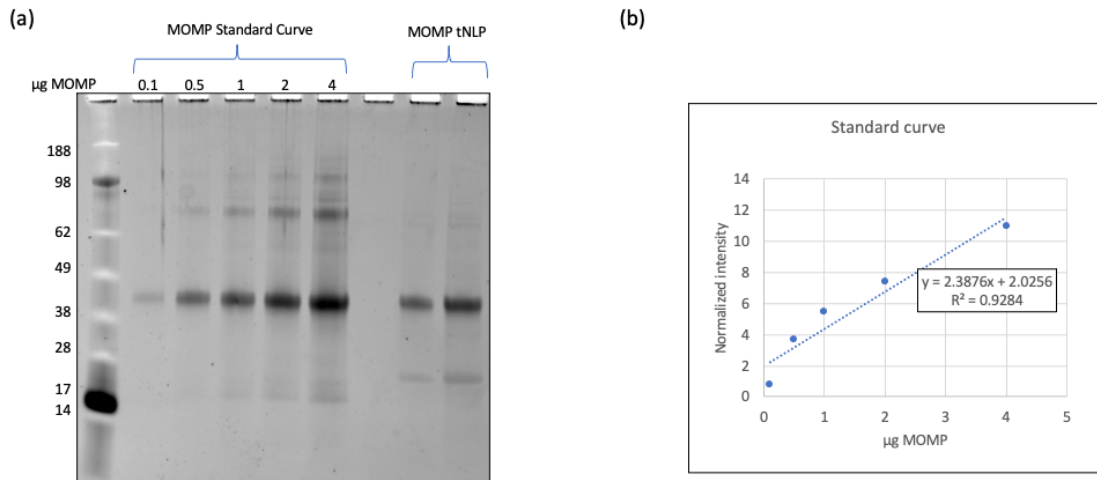 (a)
MOMP Standard Curve
MOMP tNLP
µg MOMP 0.1 0.5 1 2 4
188
98
62
49
38
28
17
14
(b)
Standard curve
14
12
10
8
6
4
2
0
Normalized intensity
y = 2.3876x + 2.0256
R² = 0.9284
0 1 2 3 4 5
µg MOMP